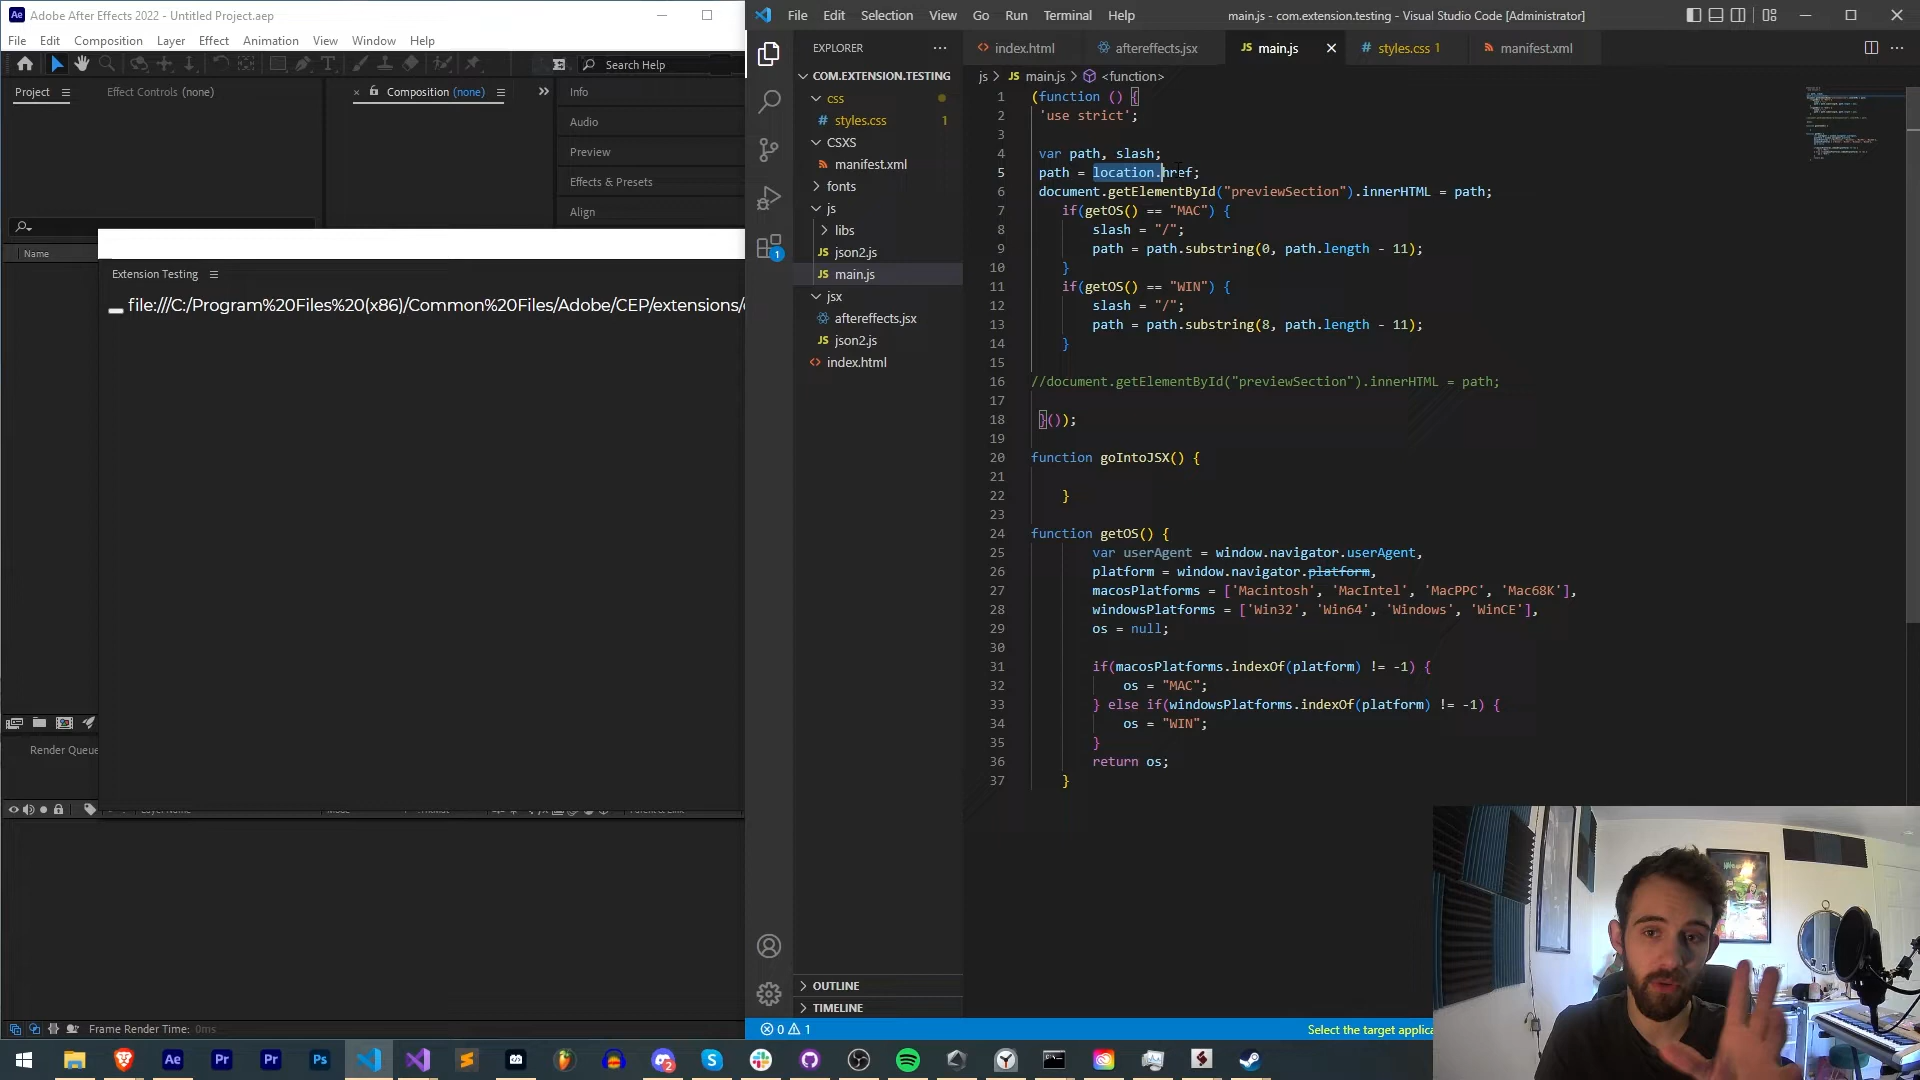 Adobe After Effects 2022 - Untitled Project.aep
File Edit Composition Layer Effect Animation View Window Help
Search Help
Project
Effect Controls (none)
Composition (none)
Info
Audio
Preview
Effects & Presets
Align
Name
Extension Testing
file:///C:/Program%20Files%20(x86)/Common%20Files/Adobe/CEP/extensions/
Render Queue
Frame Render Time: 0ms
File Edit Selection View Go Run Terminal Help
main.js - com.extension.testing - Visual Studio Code [Administrator]
EXPLORER
COM.EXTENSION.TESTING
css
styles.css 1
CSXS
manifest.xml
fonts
js
libs
json2.js
main.js
jsx
aftereffects.jsx
json2.js
index.html
OUTLINE
TIMELINE
1
index.html
aftereffects.jsx
main.js
styles.css 1
manifest.xml
js > JS main.js > <function>
1 (function () {
2 'use strict';
3
4 var path, slash;
5 path = location.href;
6 document.getElementById("previewSection").innerHTML = path;
7 if(getOS() == "MAC") {
8 slash = "/";
9 path = path.substring(0, path.length - 11);
10 }
11 if(getOS() == "WIN") {
12 slash = "/";
13 path = path.substring(8, path.length - 11);
14 }
15
16 //document.getElementById("previewSection").innerHTML = path;
17
18 }());
19
20 function goIntoJSX() {
21
22 }
23
24 function getOS() {
25 var userAgent = window.navigator.userAgent,
26 platform = window.navigator.platform,
27 macosPlatforms = ['Macintosh', 'MacIntel', 'MacPPC', 'Mac68K'],
28 windowsPlatforms = ['Win32', 'Win64', 'Windows', 'WinCE'],
29 os = null;
30
31 if(macosPlatforms.indexOf(platform) != -1) {
32 os = "MAC";
33 } else if(windowsPlatforms.indexOf(platform) != -1) {
34 os = "WIN";
35 }
36 return os;
37 }
0 1
Select the target applica
Ae
Pr
Pr
Ps
2